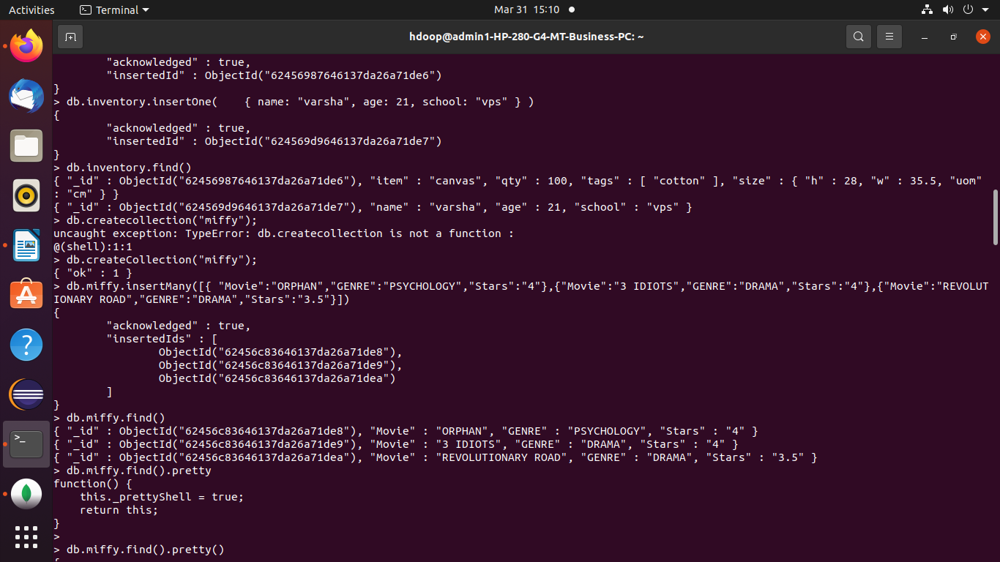 Activities Terminal Mar 31 15:10
hdoop@admin1-HP-280-G4-MT-Business-PC: ~
"acknowledged" : true,
"insertedId" : ObjectId("62456987646137da26a71de6")
}
> db.inventory.insertOne(    { name: "varsha", age: 21, school: "vps" } )
{
"acknowledged" : true,
"insertedId" : ObjectId("624569d9646137da26a71de7")
}
> db.inventory.find()
{ "_id" : ObjectId("62456987646137da26a71de6"), "item" : "canvas", "qty" : 100, "tags" : [ "cotton" ], "size" : { "h" : 28, "w" : 35.5, "uom"
: "cm" } }
{ "_id" : ObjectId("624569d9646137da26a71de7"), "name" : "varsha", "age" : 21, "school" : "vps" }
> db.createcollection("miffy");
uncaught exception: TypeError: db.createcollection is not a function :
@(shell):1:1
> db.createCollection("miffy");
{ "ok" : 1 }
> db.miffy.insertMany([{ "Movie":"ORPHAN","GENRE":"PSYCHOLOGY","Stars":"4"},{"Movie":"3 IDIOTS","GENRE":"DRAMA","Stars":"4"},{"Movie":"REVOLUT
IONARY ROAD","GENRE":"DRAMA","Stars":"3.5"}])
{
"acknowledged" : true,
"insertedIds" : [
ObjectId("62456c83646137da26a71de8"),
ObjectId("62456c83646137da26a71de9"),
ObjectId("62456c83646137da26a71dea")
]
}
> db.miffy.find()
{ "_id" : ObjectId("62456c83646137da26a71de8"), "Movie" : "ORPHAN", "GENRE" : "PSYCHOLOGY", "Stars" : "4" }
{ "_id" : ObjectId("62456c83646137da26a71de9"), "Movie" : "3 IDIOTS", "GENRE" : "DRAMA", "Stars" : "4" }
{ "_id" : ObjectId("62456c83646137da26a71dea"), "Movie" : "REVOLUTIONARY ROAD", "GENRE" : "DRAMA", "Stars" : "3.5" }
> db.miffy.find().pretty
function() {
this._prettyShell = true;
return this;
}
>
> db.miffy.find().pretty()
{